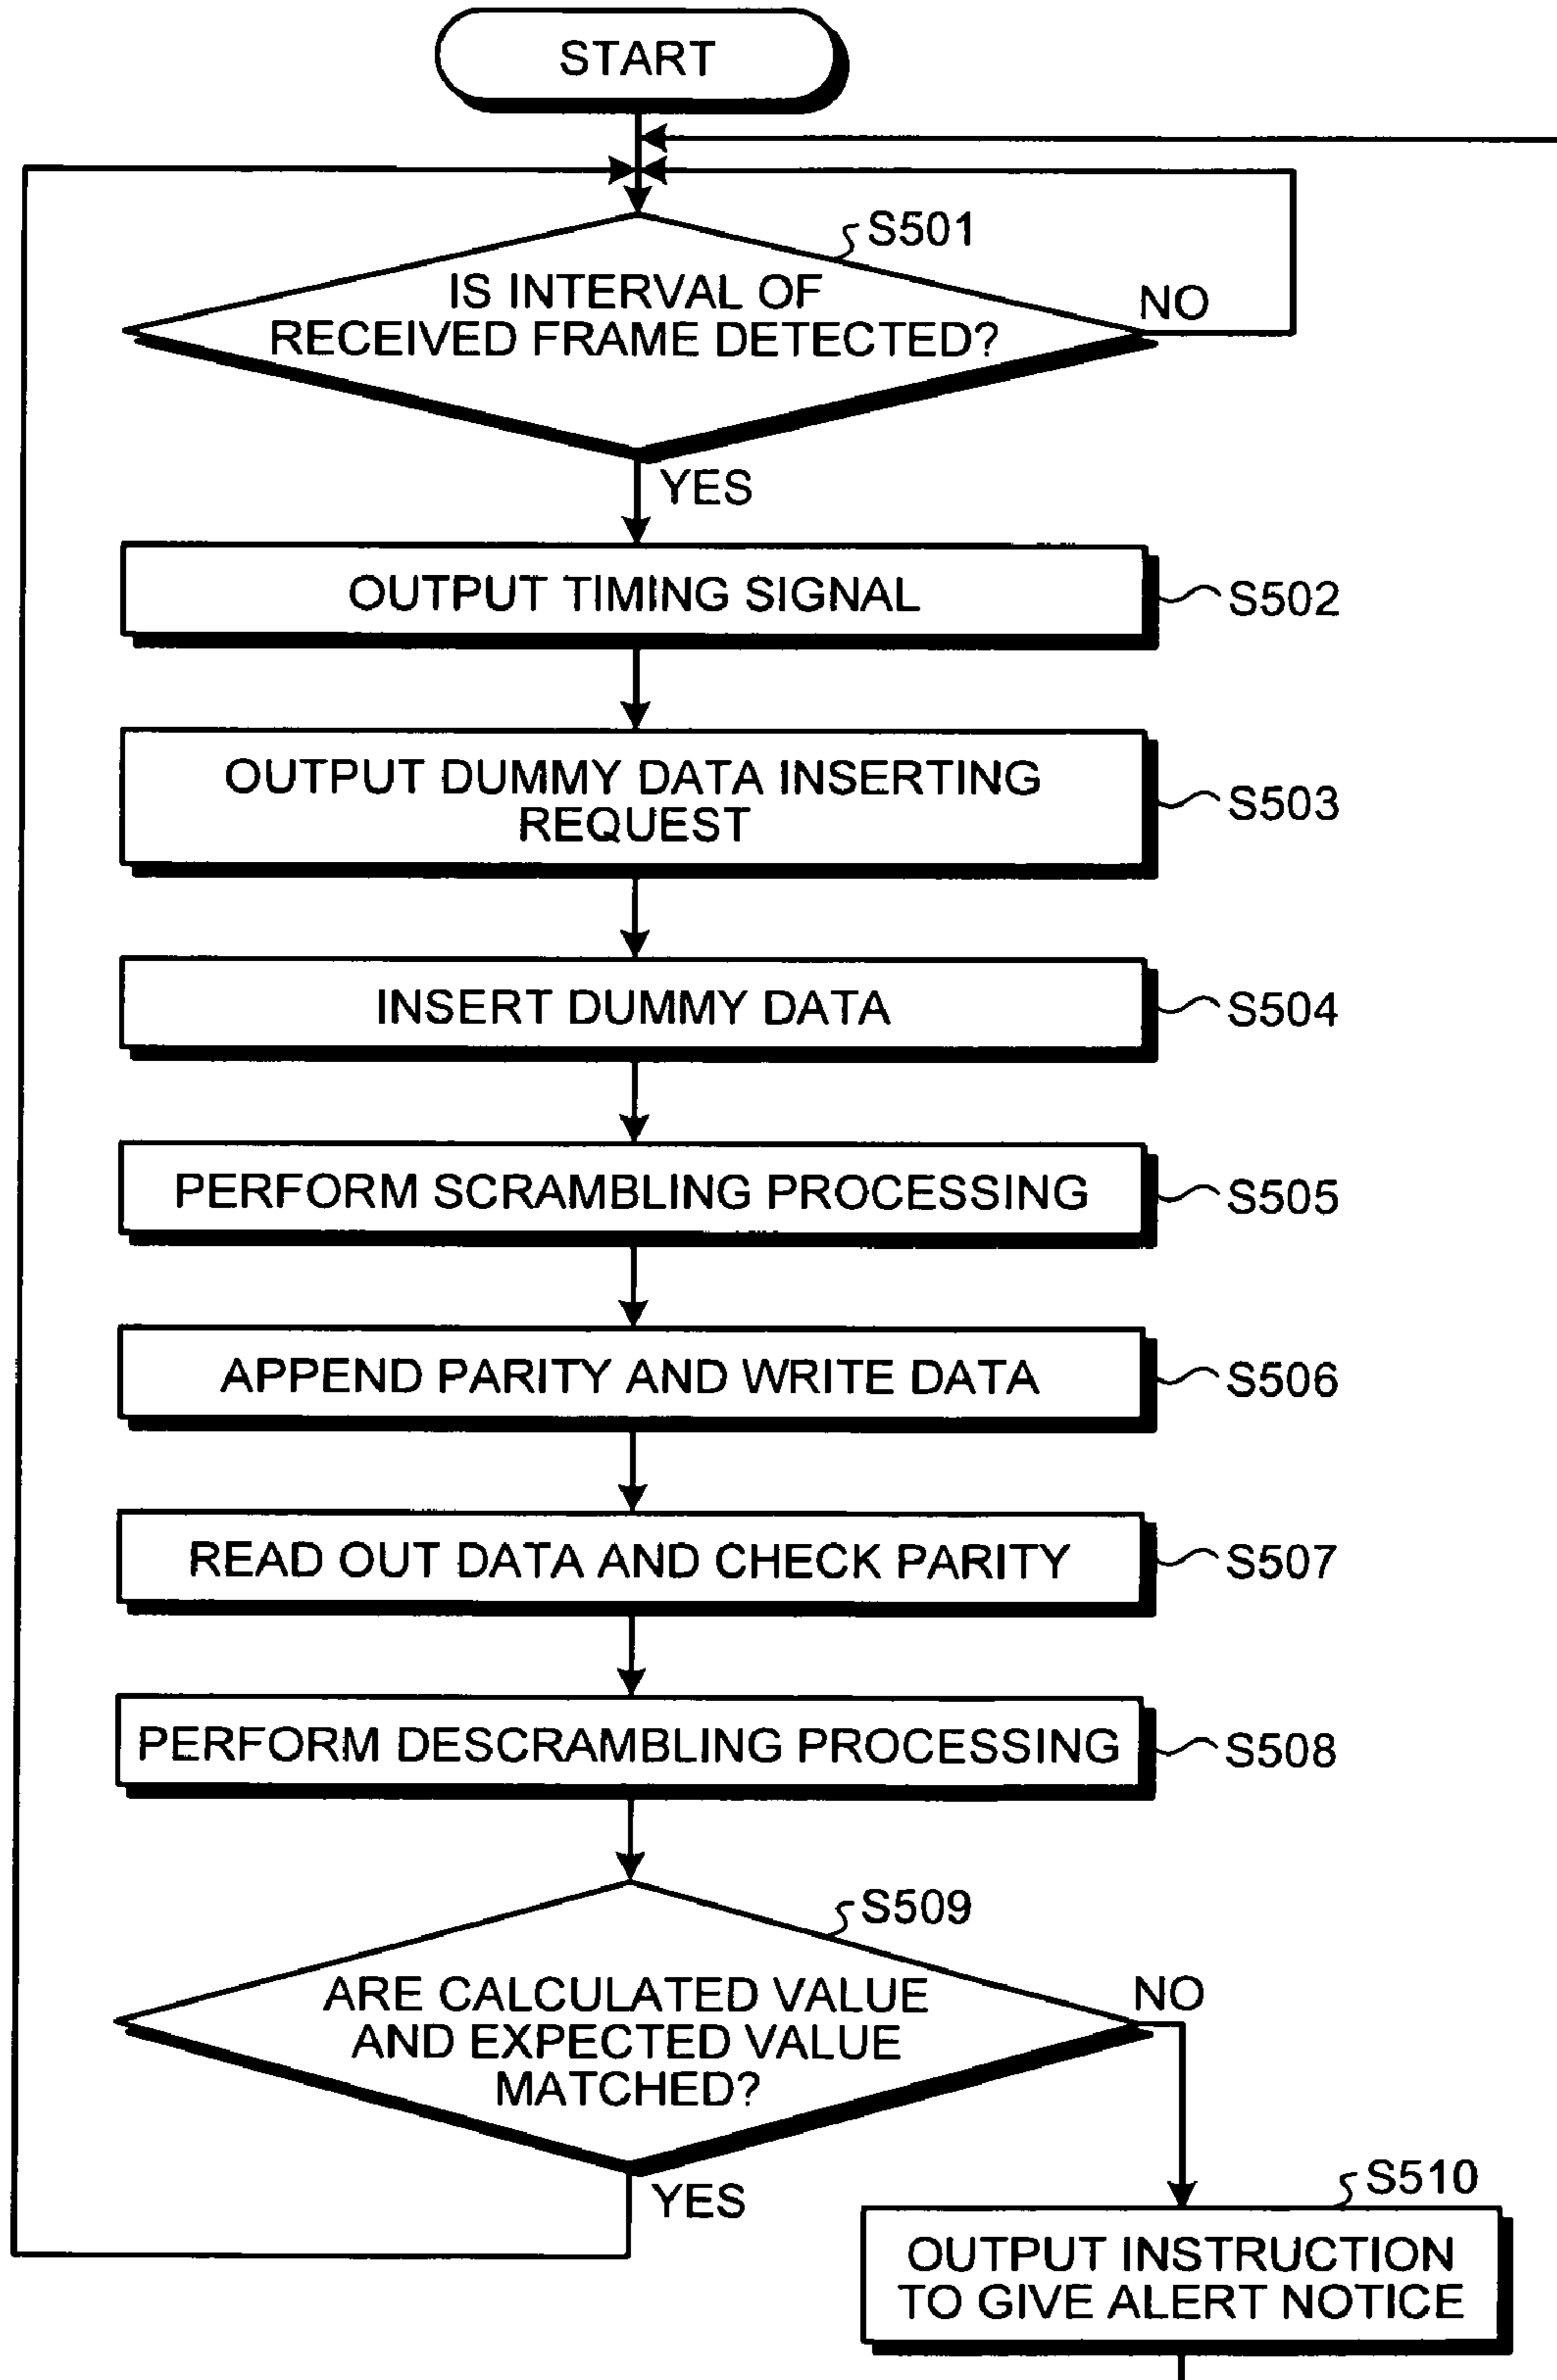 START
S501
IS INTERVAL OF
RECEIVED FRAME DETECTED?
NO
YES
OUTPUT TIMING SIGNAL
S502
OUTPUT DUMMY DATA INSERTING
REQUEST
S503
INSERT DUMMY DATA
S504
PERFORM SCRAMBLING PROCESSING
S505
APPEND PARITY AND WRITE DATA
S506
READ OUT DATA AND CHECK PARITY
S507
PERFORM DESCRAMBLING PROCESSING
S508
S509
ARE CALCULATED VALUE
AND EXPECTED VALUE
MATCHED?
NO
YES
S510
OUTPUT INSTRUCTION
TO GIVE ALERT NOTICE